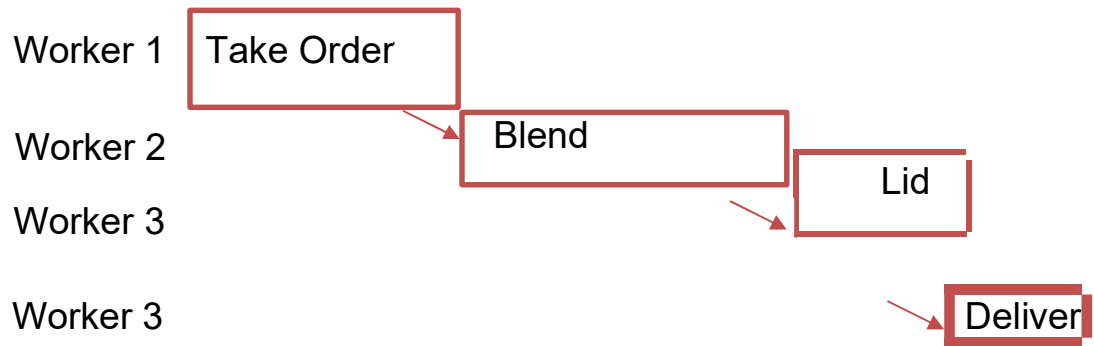 Worker 1 Take Order
Worker 2 Blend
Lid
Worker 3
Worker 3 Deliver